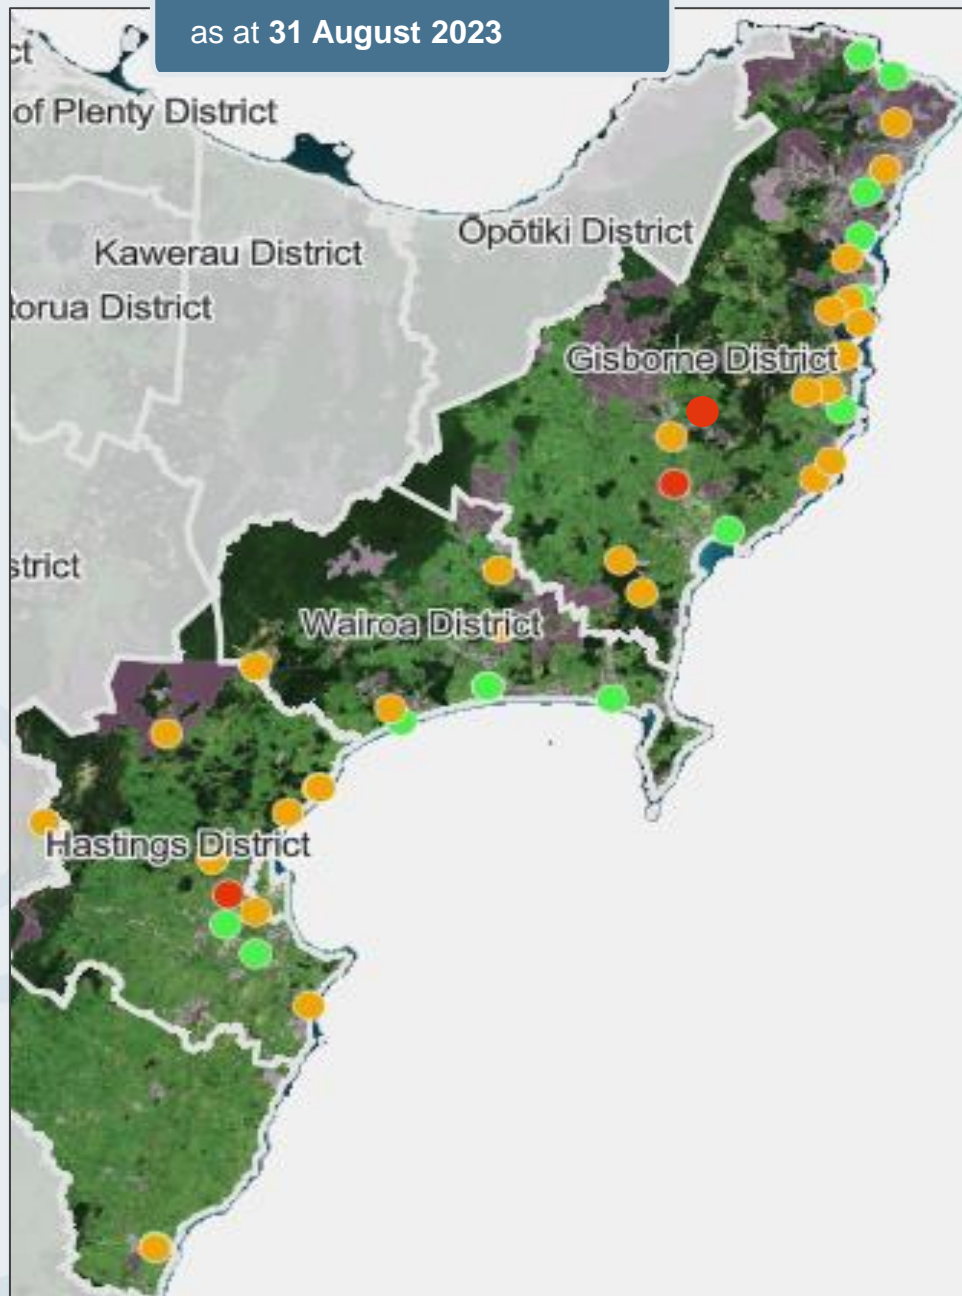 as at 31 August 2023
ct
of Plenty District
Ōpōtiki District
Kawerau District
torua District
Gisborne District
strict
Wairoa District
Hastings District